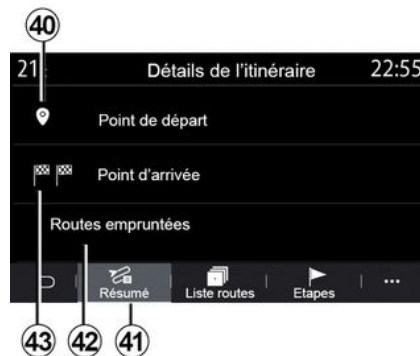 40
21 Détails de l'itinéraire 22:55
Point de départ
Point d'arrivée
Routes empruntées
Résumé Liste routes Etapes ...
43 42 41